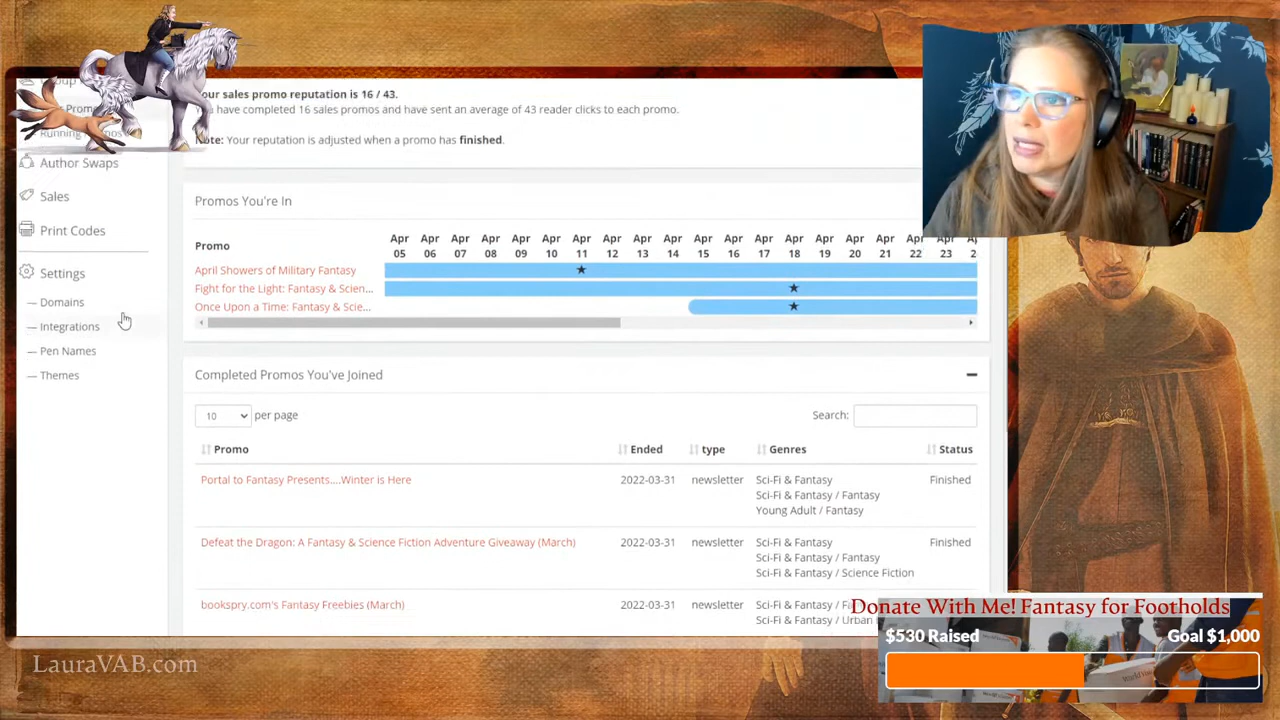 our sales promo reputation is 16 / 43.
have completed 16 sales promos and have sent an average of 43 reader clicks to each promo.
Note: Your reputation is adjusted when a promo has finished.
Author Swaps
Sales
Print Codes
Settings
— Domains
— Integrations
— Pen Names
— Themes
Promos You're In
Promo
Apr Apr Apr Apr Apr Apr Apr Apr Apr Apr Apr Apr Apr Apr Apr Apr Apr Apr Apr
05 06 07 08 09 10 11 12 13 14 15 16 17 18 19 20 21 22 23
April Showers of Military Fantasy
Fight for the Light: Fantasy & Scien...
Once Upon a Time: Fantasy & Scie...
Completed Promos You've Joined
10 per page
Search:
Promo Ended type Genres Status
Portal to Fantasy Presents....Winter is Here 2022-03-31 newsletter Sci-Fi & Fantasy Finished
Sci-Fi & Fantasy / Fantasy
Young Adult / Fantasy
Defeat the Dragon: A Fantasy & Science Fiction Adventure Giveaway (March) 2022-03-31 newsletter Sci-Fi & Fantasy Finished
Sci-Fi & Fantasy / Fantasy
Sci-Fi & Fantasy / Science Fiction
bookspry.com's Fantasy Freebies (March) 2022-03-31 newsletter Sci-Fi & Fantasy /
Sci-Fi & Fantasy / Urban
Donate With Me! Fantasy for Footholds
$530 Raised Goal $1,000
LauraVAB.com